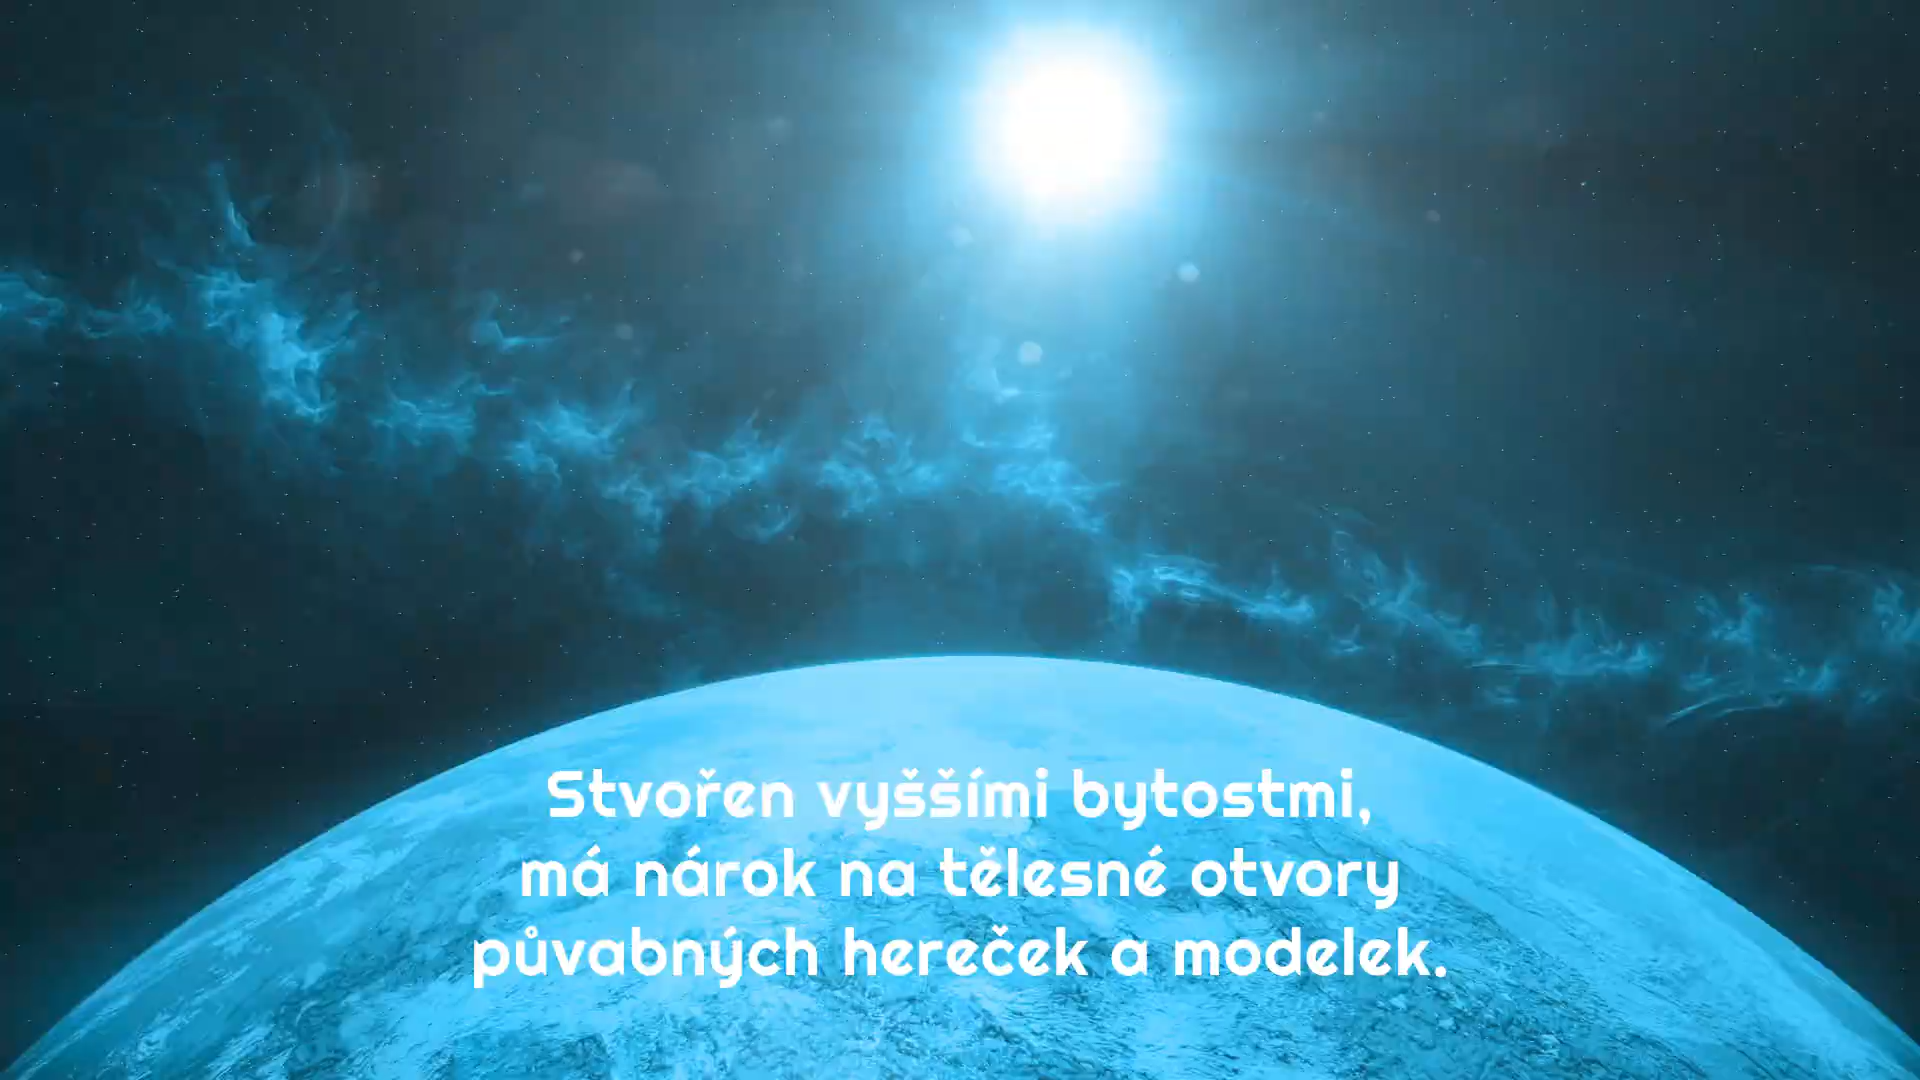 Stvořen vyššími bytostmi,
má nárok na tělesné otvory
půvabných hereček a modelek.